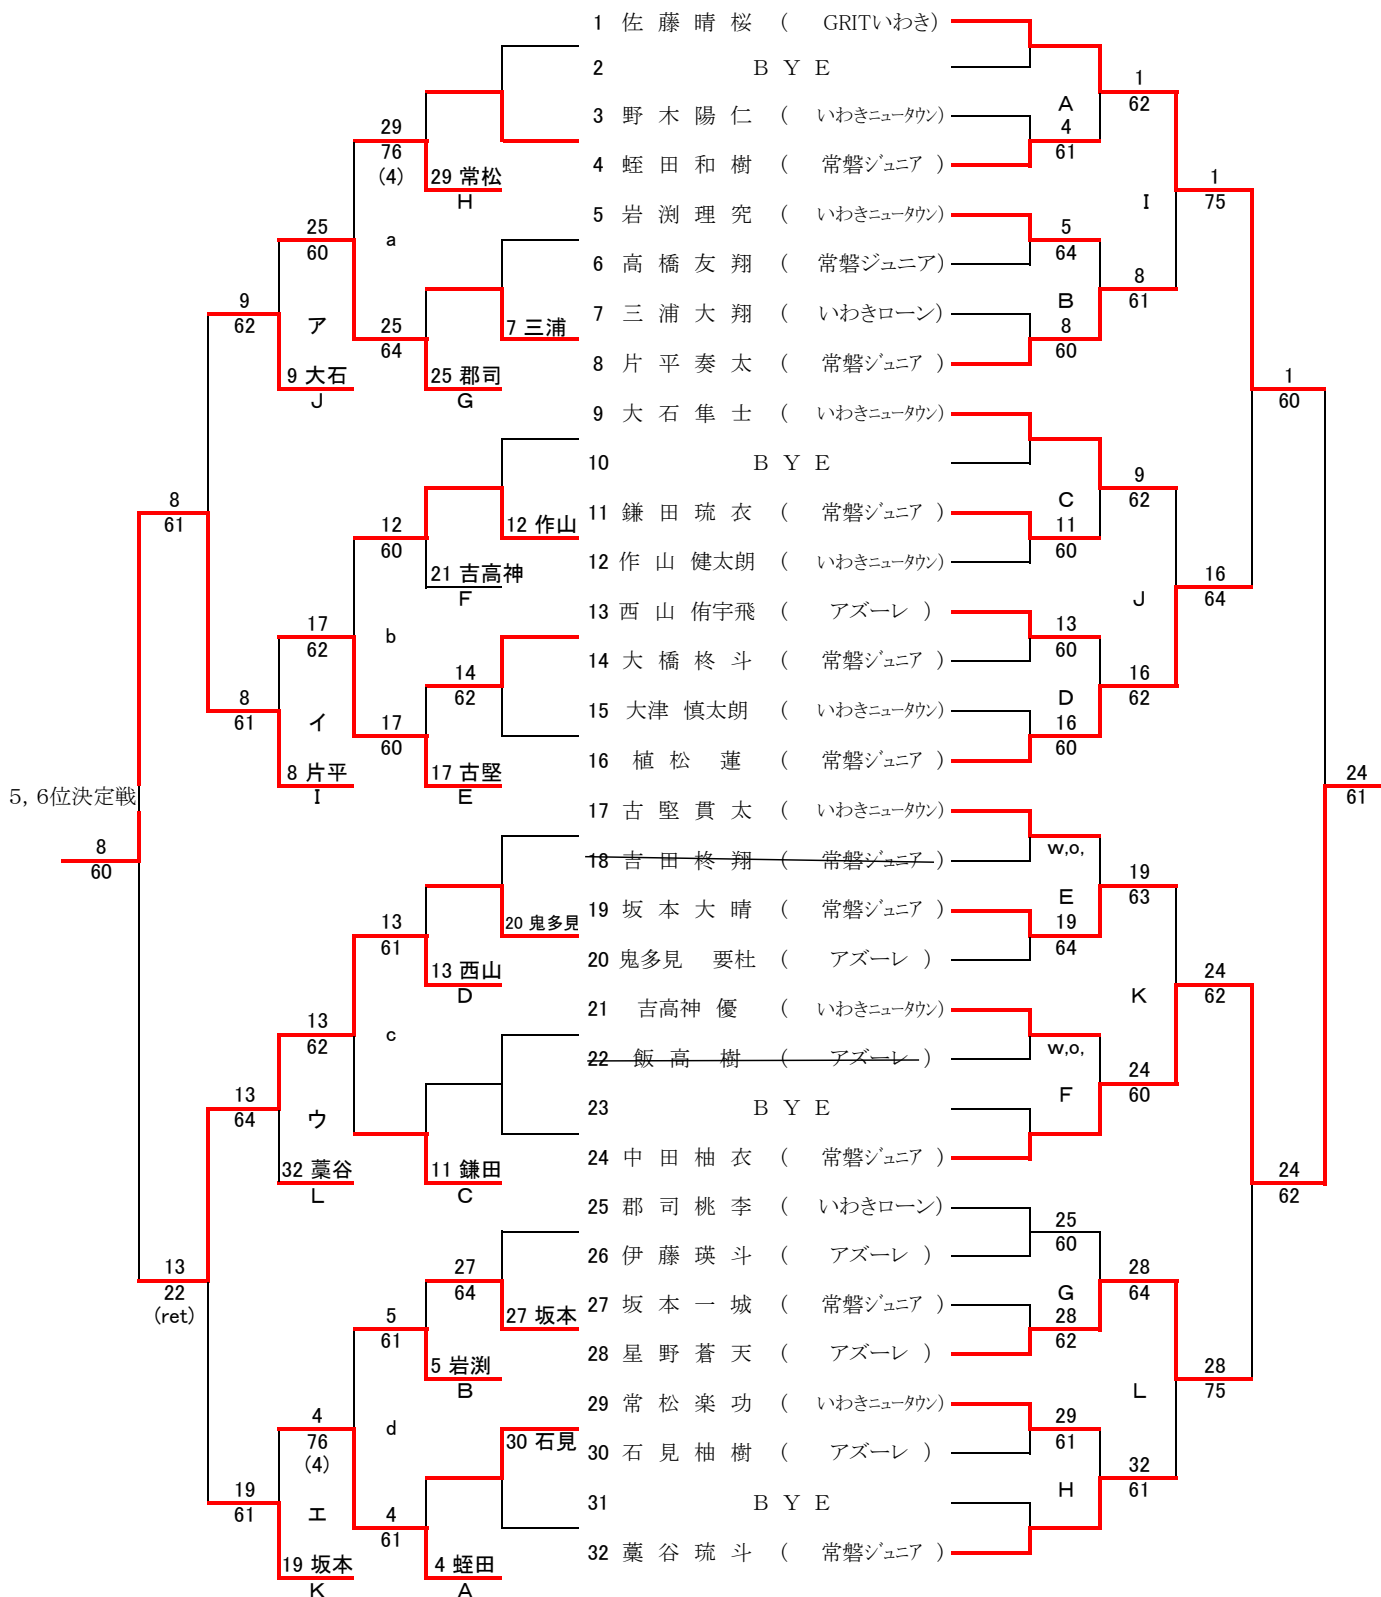 1 佐藤晴桜 ( GRITいわき)
2 BYE
3 野木陽仁 ( いわきニュータウン)
4 蛭田和樹 ( 常磐ジュニア )
5 岩渕理究 ( いわきニュータウン)
6 高橋友翔 ( 常磐ジュニア)
7 三浦大翔 ( いわきローン)
8 片平奏太 ( 常磐ジュニア )
9 大石隼士 ( いわきニュータウン)
10 BYE
11 鎌田琉衣 ( 常磐ジュニア )
12 作山健太朗 ( いわきニュータウン)
13 西山侑宇飛 ( アズーレ )
14 大橋柊斗 ( 常磐ジュニア )
15 大津慎太朗 ( いわきニュータウン)
16 植松蓮 ( 常磐ジュニア )
17 古堅貫太 ( いわきニュータウン)
18 吉田柊翔 ( 常磐ジュニア)
19 坂本大晴 ( 常磐ジュニア )
20 鬼多見 要杜 ( アズーレ )
21 吉高神優 ( いわきニュータウン)
22 飯高樹 ( アズーレ )
23 BYE
24 中田柚衣 ( 常磐ジュニア )
25 郡司桃李 ( いわきローン)
26 伊藤瑛斗 ( アズーレ )
27 坂本一城 ( 常磐ジュニア )
28 星野蒼天 ( アズーレ )
29 常松楽功 ( いわきニュータウン)
30 石見柚樹 ( アズーレ )
31 BYE
32 藁谷琉斗 ( 常磐ジュニア )
A
4
61
5
64
B
8
60
C
11
60
13
60
D
16
60
w,o,
E
19
64
w,o,
F
25
60
G
28
62
29
61
H
1
62
8
61
9
62
16
62
19
63
24
60
28
64
32
61
I
J
K
L
1
75
16
64
24
62
28
75
1
60
24
62
24
61
7 三浦
12 作山
20 鬼多見
27 坂本
30 石見
29 常松
H
25 郡司
G
21 吉高神
F
14
62
17 古堅
E
13 西山
D
11 鎌田
C
27
64
5 岩渕
B
4 蛭田
A
29
76
(4)
a
25
64
12
60
b
17
60
13
61
c
5
61
d
4
61
25
60
ア
9 大石
J
17
62
イ
8 片平
I
13
62
ウ
32 藁谷
L
4
76
(4)
エ
19 坂本
K
9
62
8
61
13
64
19
61
8
61
13
22
(ret)
5,6位決定戦
8
60